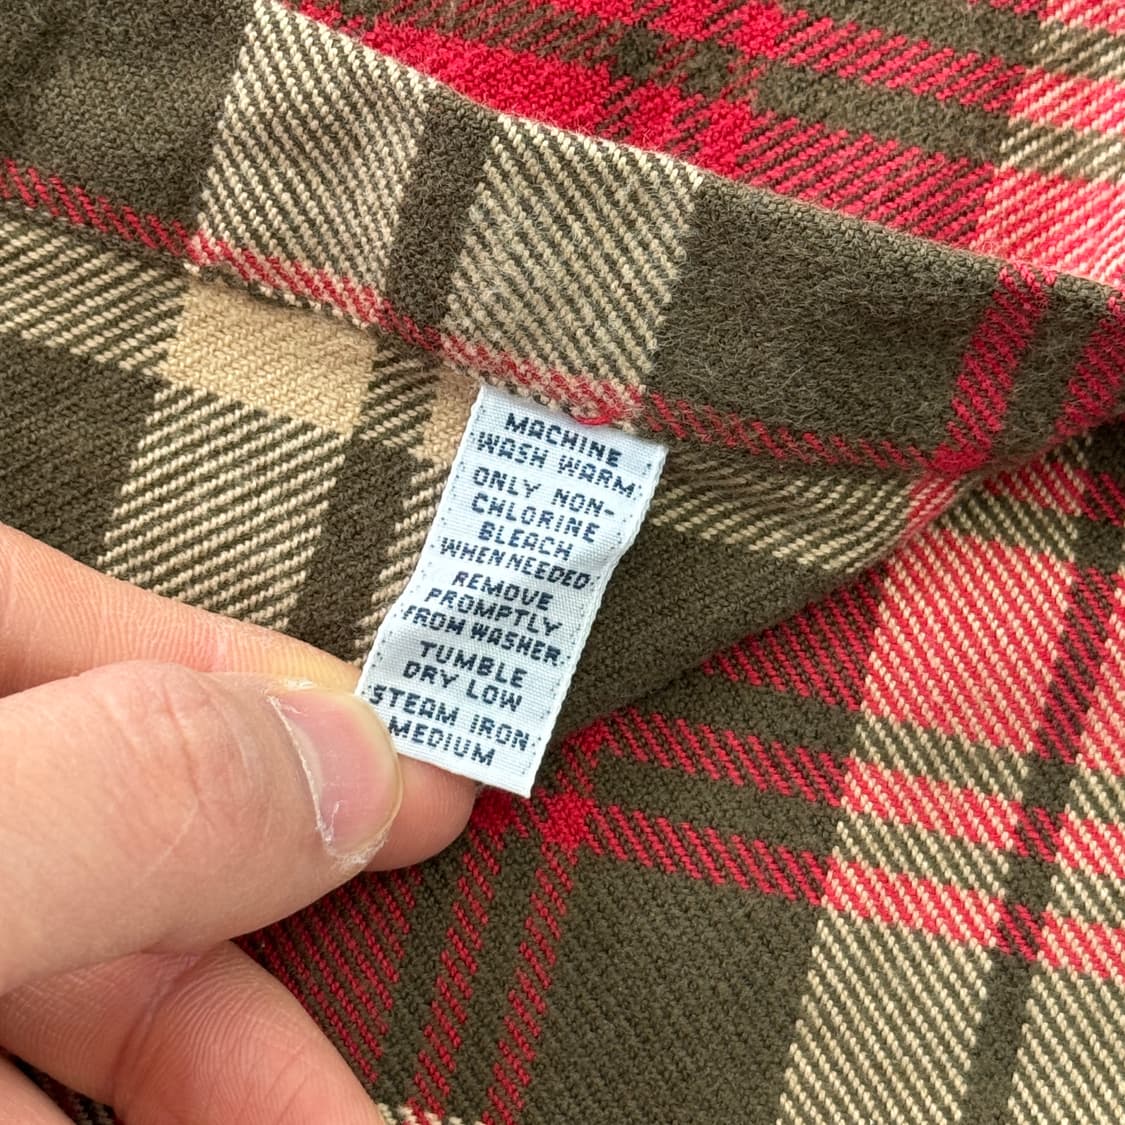 MACHINE
WASH WARM
ONLY NON-
CHLORINE
BLEACH
WHEN NEEDED
REMOVE
PROMPTLY
FROM WASHER.
TUMBLE
DRY LOW
STEAM IRON
MEDIUM